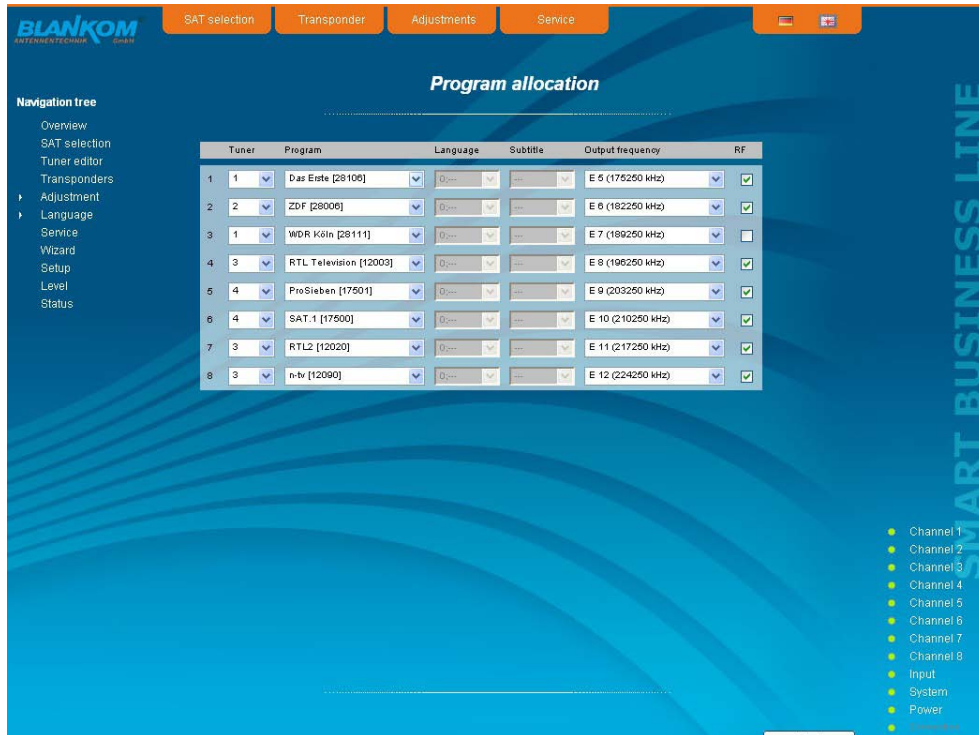 BLANKOM
ANTENNENTECHNIK GmbH
SAT selection Transponder Adjustments Service
Program allocation
Navigation tree
Overview
SAT selection
Tuner editor
Transponders
Adjustment
Language
Service
Wizard
Setup
Level
Status
Tuner Program Language Subtitle Output frequency RF
1 1 Das Erste [28106] 0;--- --- E 5 (175250 kHz)
2 2 ZDF [28006] 0;--- --- E 6 (182250 kHz)
3 1 WDR Köln [28111] 0;--- --- E 7 (189250 kHz)
4 3 RTL Television [12003] 0;--- --- E 8 (196250 kHz)
5 4 ProSieben [17501] 0;--- --- E 9 (203250 kHz)
6 4 SAT.1 [17500] 0;--- --- E 10 (210250 kHz)
7 3 RTL2 [12020] 0;--- --- E 11 (217250 kHz)
8 3 n-tv [12090] 0;--- --- E 12 (224250 kHz)
SMART BUSINESS LINE
Channel 1
Channel 2
Channel 3
Channel 4
Channel 5
Channel 6
Channel 7
Channel 8
Input
System
Power